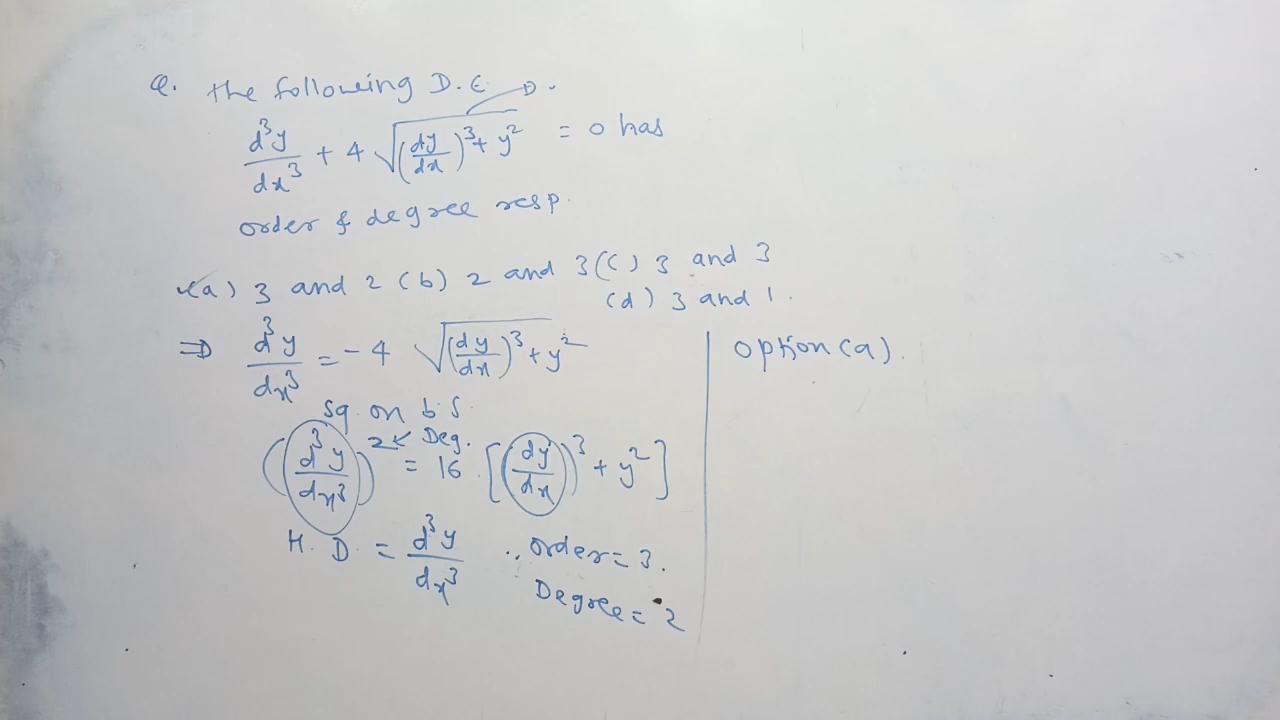 Q. the following D.E D.
d³y/dx³ + 4 √((dy/dx)³ + y²) = 0 has
order & degree resp.
✓(a) 3 and 2 (b) 2 and 3 (c) 3 and 3
(d) 3 and 1.
⇒ d³y/dx³ = -4 √((dy/dx)³ + y²)
sq. on b.s.
(d³y/dx³)² ← Deg. = 16 [(dy/dx)³ + y²]
H. D. = d³y/dx³ ∴ order = 3.
Degree = 2
option (a).